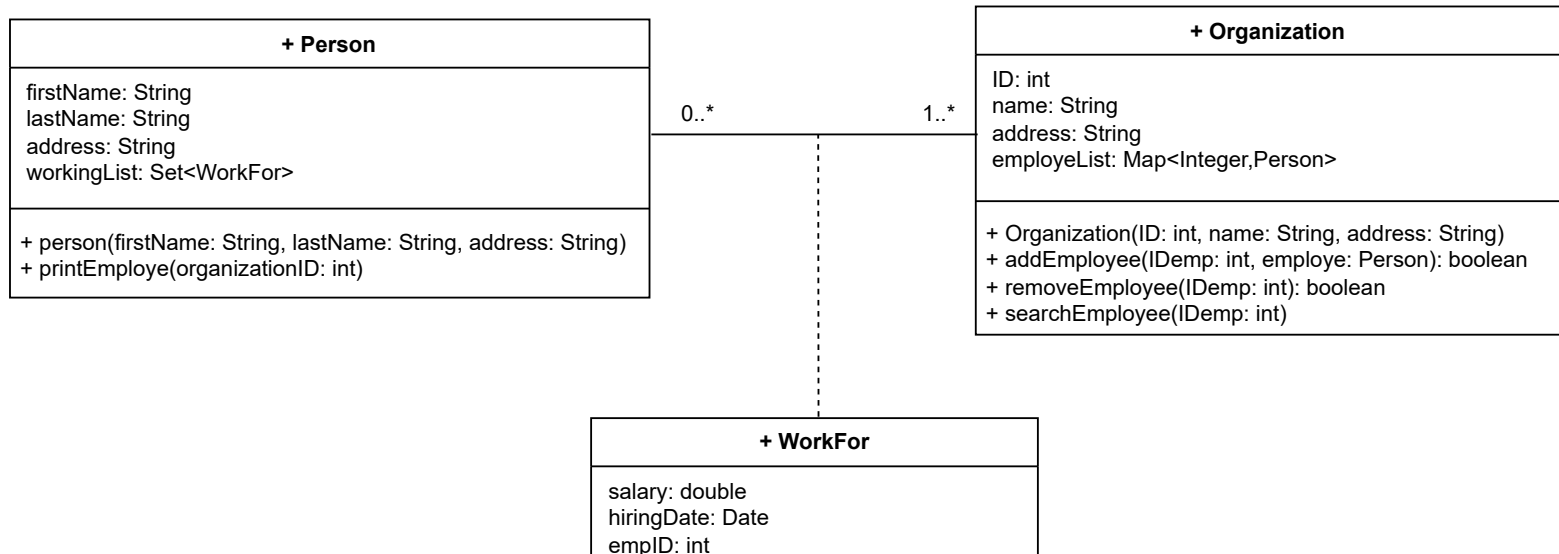 + Person
firstName: String
lastName: String
address: String
workingList: Set<WorkFor>
+ person(firstName: String, lastName: String, address: String)
+ printEmploye(organizationID: int)
0..*
1..*
+ Organization
ID: int
name: String
address: String
employeList: Map<Integer,Person>
+ Organization(ID: int, name: String, address: String)
+ addEmployee(IDemp: int, employe: Person): boolean
+ removeEmployee(IDemp: int): boolean
+ searchEmployee(IDemp: int)
+ WorkFor
salary: double
hiringDate: Date
empID: int